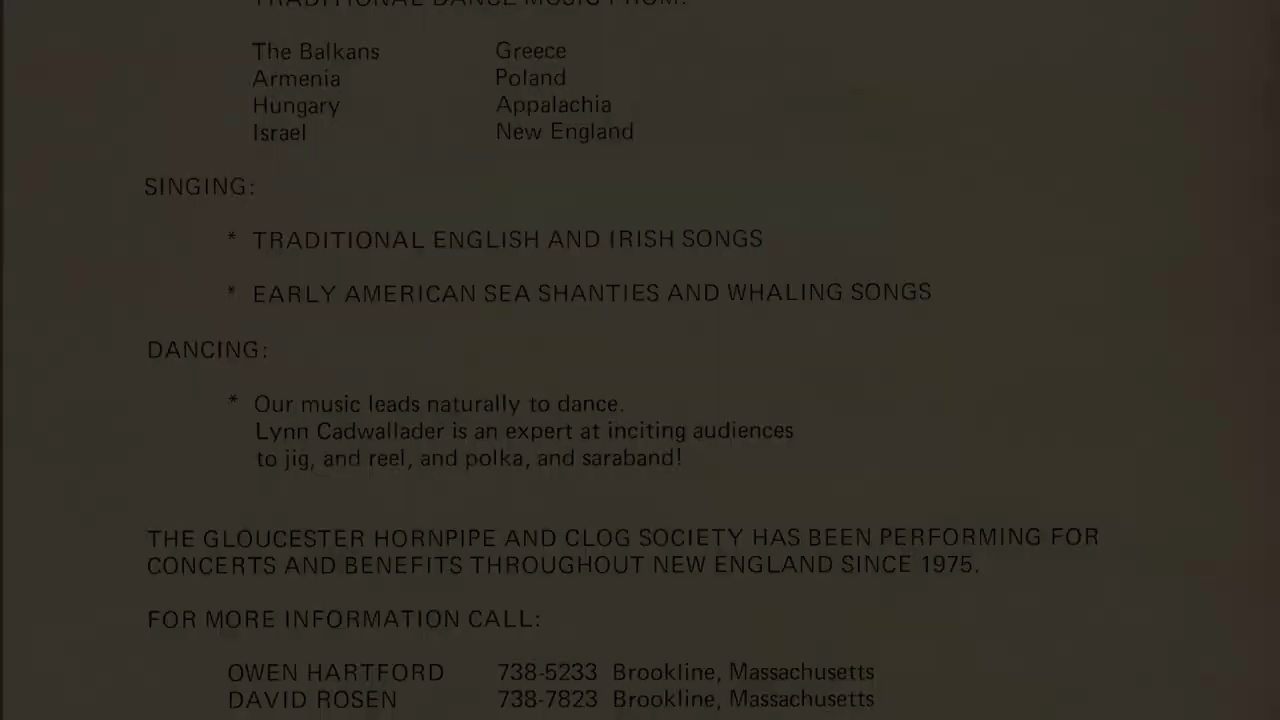 TRADITIONAL DANCE MUSIC FROM:
The Balkans Greece
Armenia Poland
Hungary Appalachia
Israel New England
SINGING:
* TRADITIONAL ENGLISH AND IRISH SONGS
* EARLY AMERICAN SEA SHANTIES AND WHALING SONGS
DANCING:
* Our music leads naturally to dance.
Lynn Cadwallader is an expert at inciting audiences
to jig, and reel, and polka, and saraband!
THE GLOUCESTER HORNPIPE AND CLOG SOCIETY HAS BEEN PERFORMING FOR
CONCERTS AND BENEFITS THROUGHOUT NEW ENGLAND SINCE 1975.
FOR MORE INFORMATION CALL:
OWEN HARTFORD 738-5233 Brookline, Massachusetts
DAVID ROSEN 738-7823 Brookline, Massachusetts